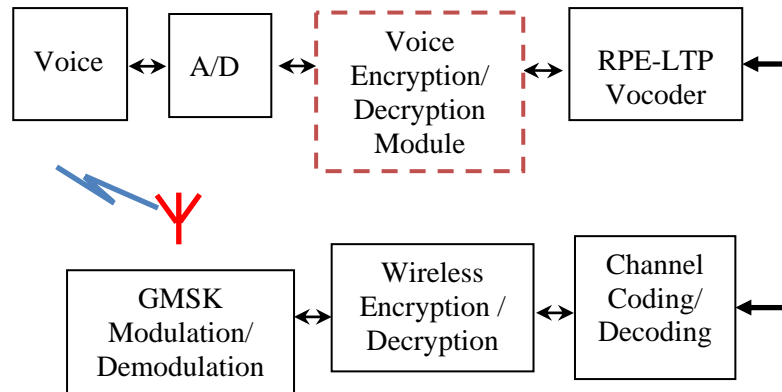 Voice
A/D
Voice
Encryption/
Decryption
Module
RPE-LTP
Vocoder
GMSK
Modulation/
Demodulation
Wireless
Encryption /
Decryption
Channel
Coding/
Decoding